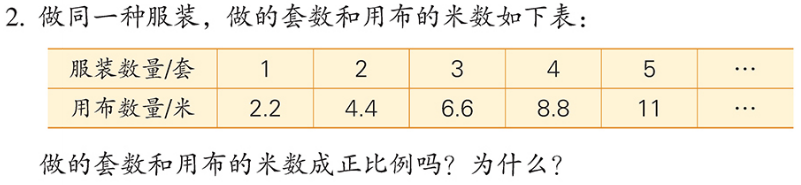 2. 做同一种服装，做的套数和用布的米数如下表：
服装数量/套 1 2 3 4 5 …
用布数量/米 2.2 4.4 6.6 8.8 11 …
做的套数和用布的米数成正比例吗？为什么？